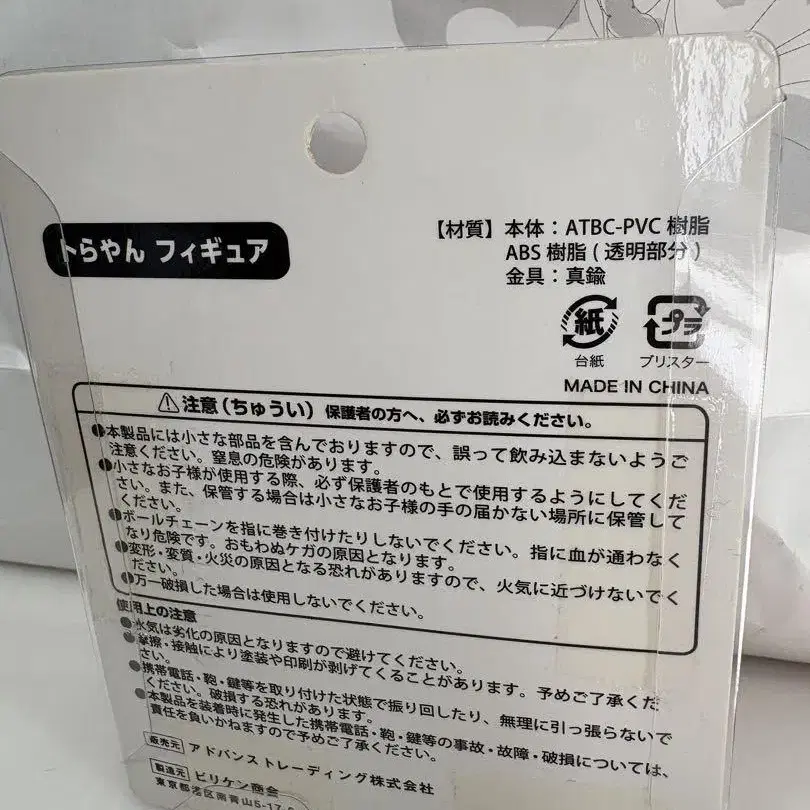 トらやん フィギュア
【材質】本体：ATBC-PVC 樹脂
ABS 樹脂 ( 透明部分 )
金具：真鍮
紙
プラ
台紙
ブリスター
MADE IN CHINA
注意（ちゅうい）保護者の方へ、必ずお読みください。
●本製品には小さな部品を含んでおりますので、誤って飲み込まないようご
注意ください。窒息の危険があります。
●小さなお子様が使用する際、必ず保護者のもとで使用するようにしてくだ
さい。また、保管する場合は小さなお子様の手の届かない場所に保管して
ください。
●ボールチェーンを指に巻き付けたりしないでください。指に血が通わなく
なり危険です。おもわぬケガの原因となります。
●変形・変質・火災の原因となる恐れがありますので、火気に近づけないでく
ださい。
●万一破損した場合は使用しないでください。
使用上の注意
●水気は劣化の原因となりますので避けてください。
●摩擦・接触により塗装や印刷が剥げてくることがあります。予めご了承くだ
さい。
●携帯電話・鞄・鍵等を取り付けた状態で振り回したり、無理に引っ張らないで
ください。破損する恐れがあります。
●本製品を装着時に発生した携帯電話・鞄・鍵等の事故・故障・破損については、
責任を負いかねますので予めご了承ください。
販売元 アドバンストレーディング株式会社
製造元 ビリケン商会
東京都港区南青山5-17